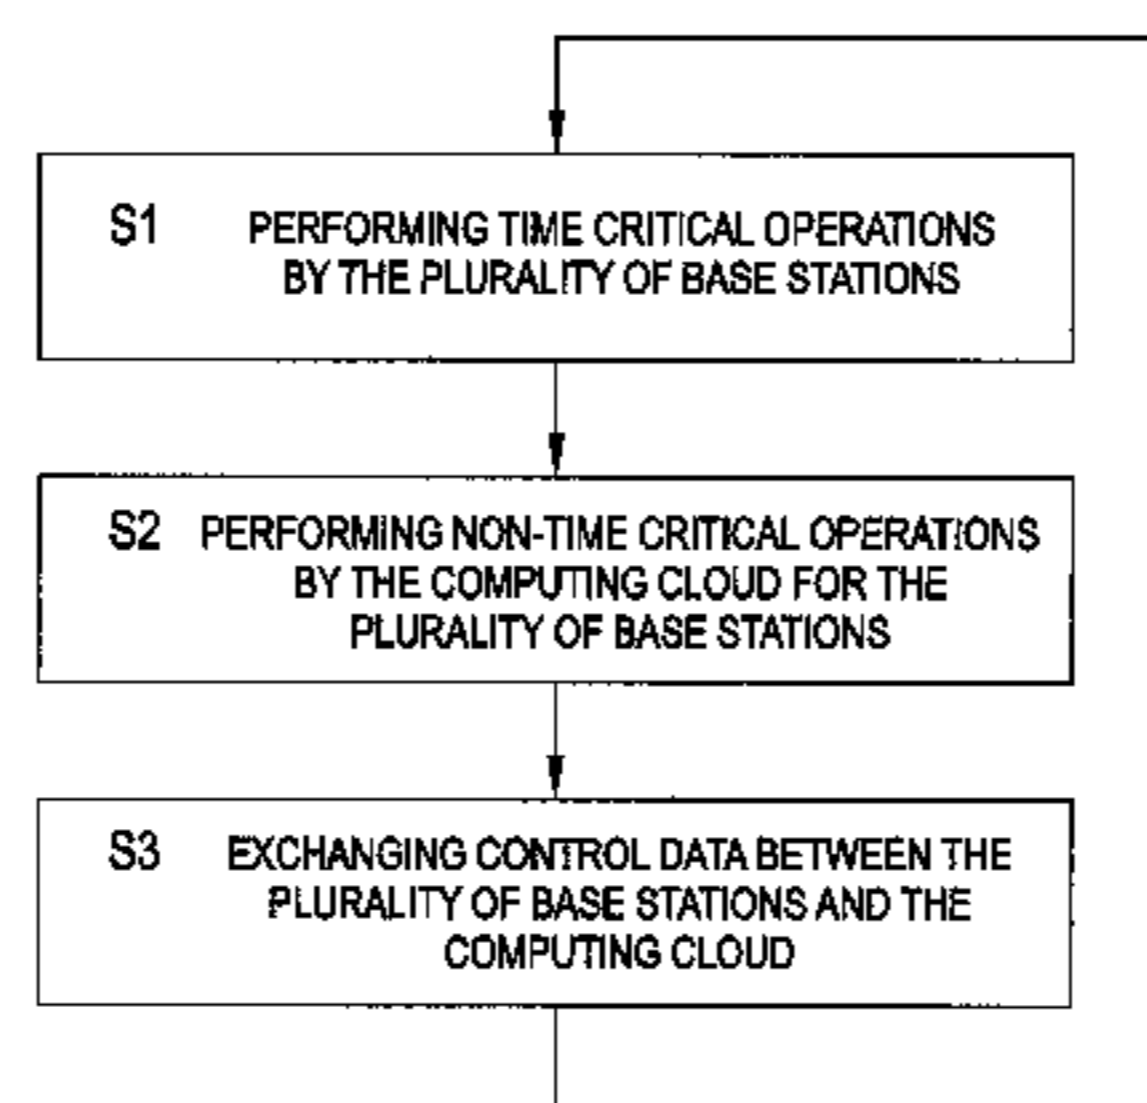 S1 PERFORMING TIME CRITICAL OPERATIONS
BY THE PLURALITY OF BASE STATIONS
S2 PERFORMING NON-TIME CRITICAL OPERATIONS
BY THE COMPUTING CLOUD FOR THE
PLURALITY OF BASE STATIONS
S3 EXCHANGING CONTROL DATA BETWEEN THE
PLURALITY OF BASE STATIONS AND THE
COMPUTING CLOUD